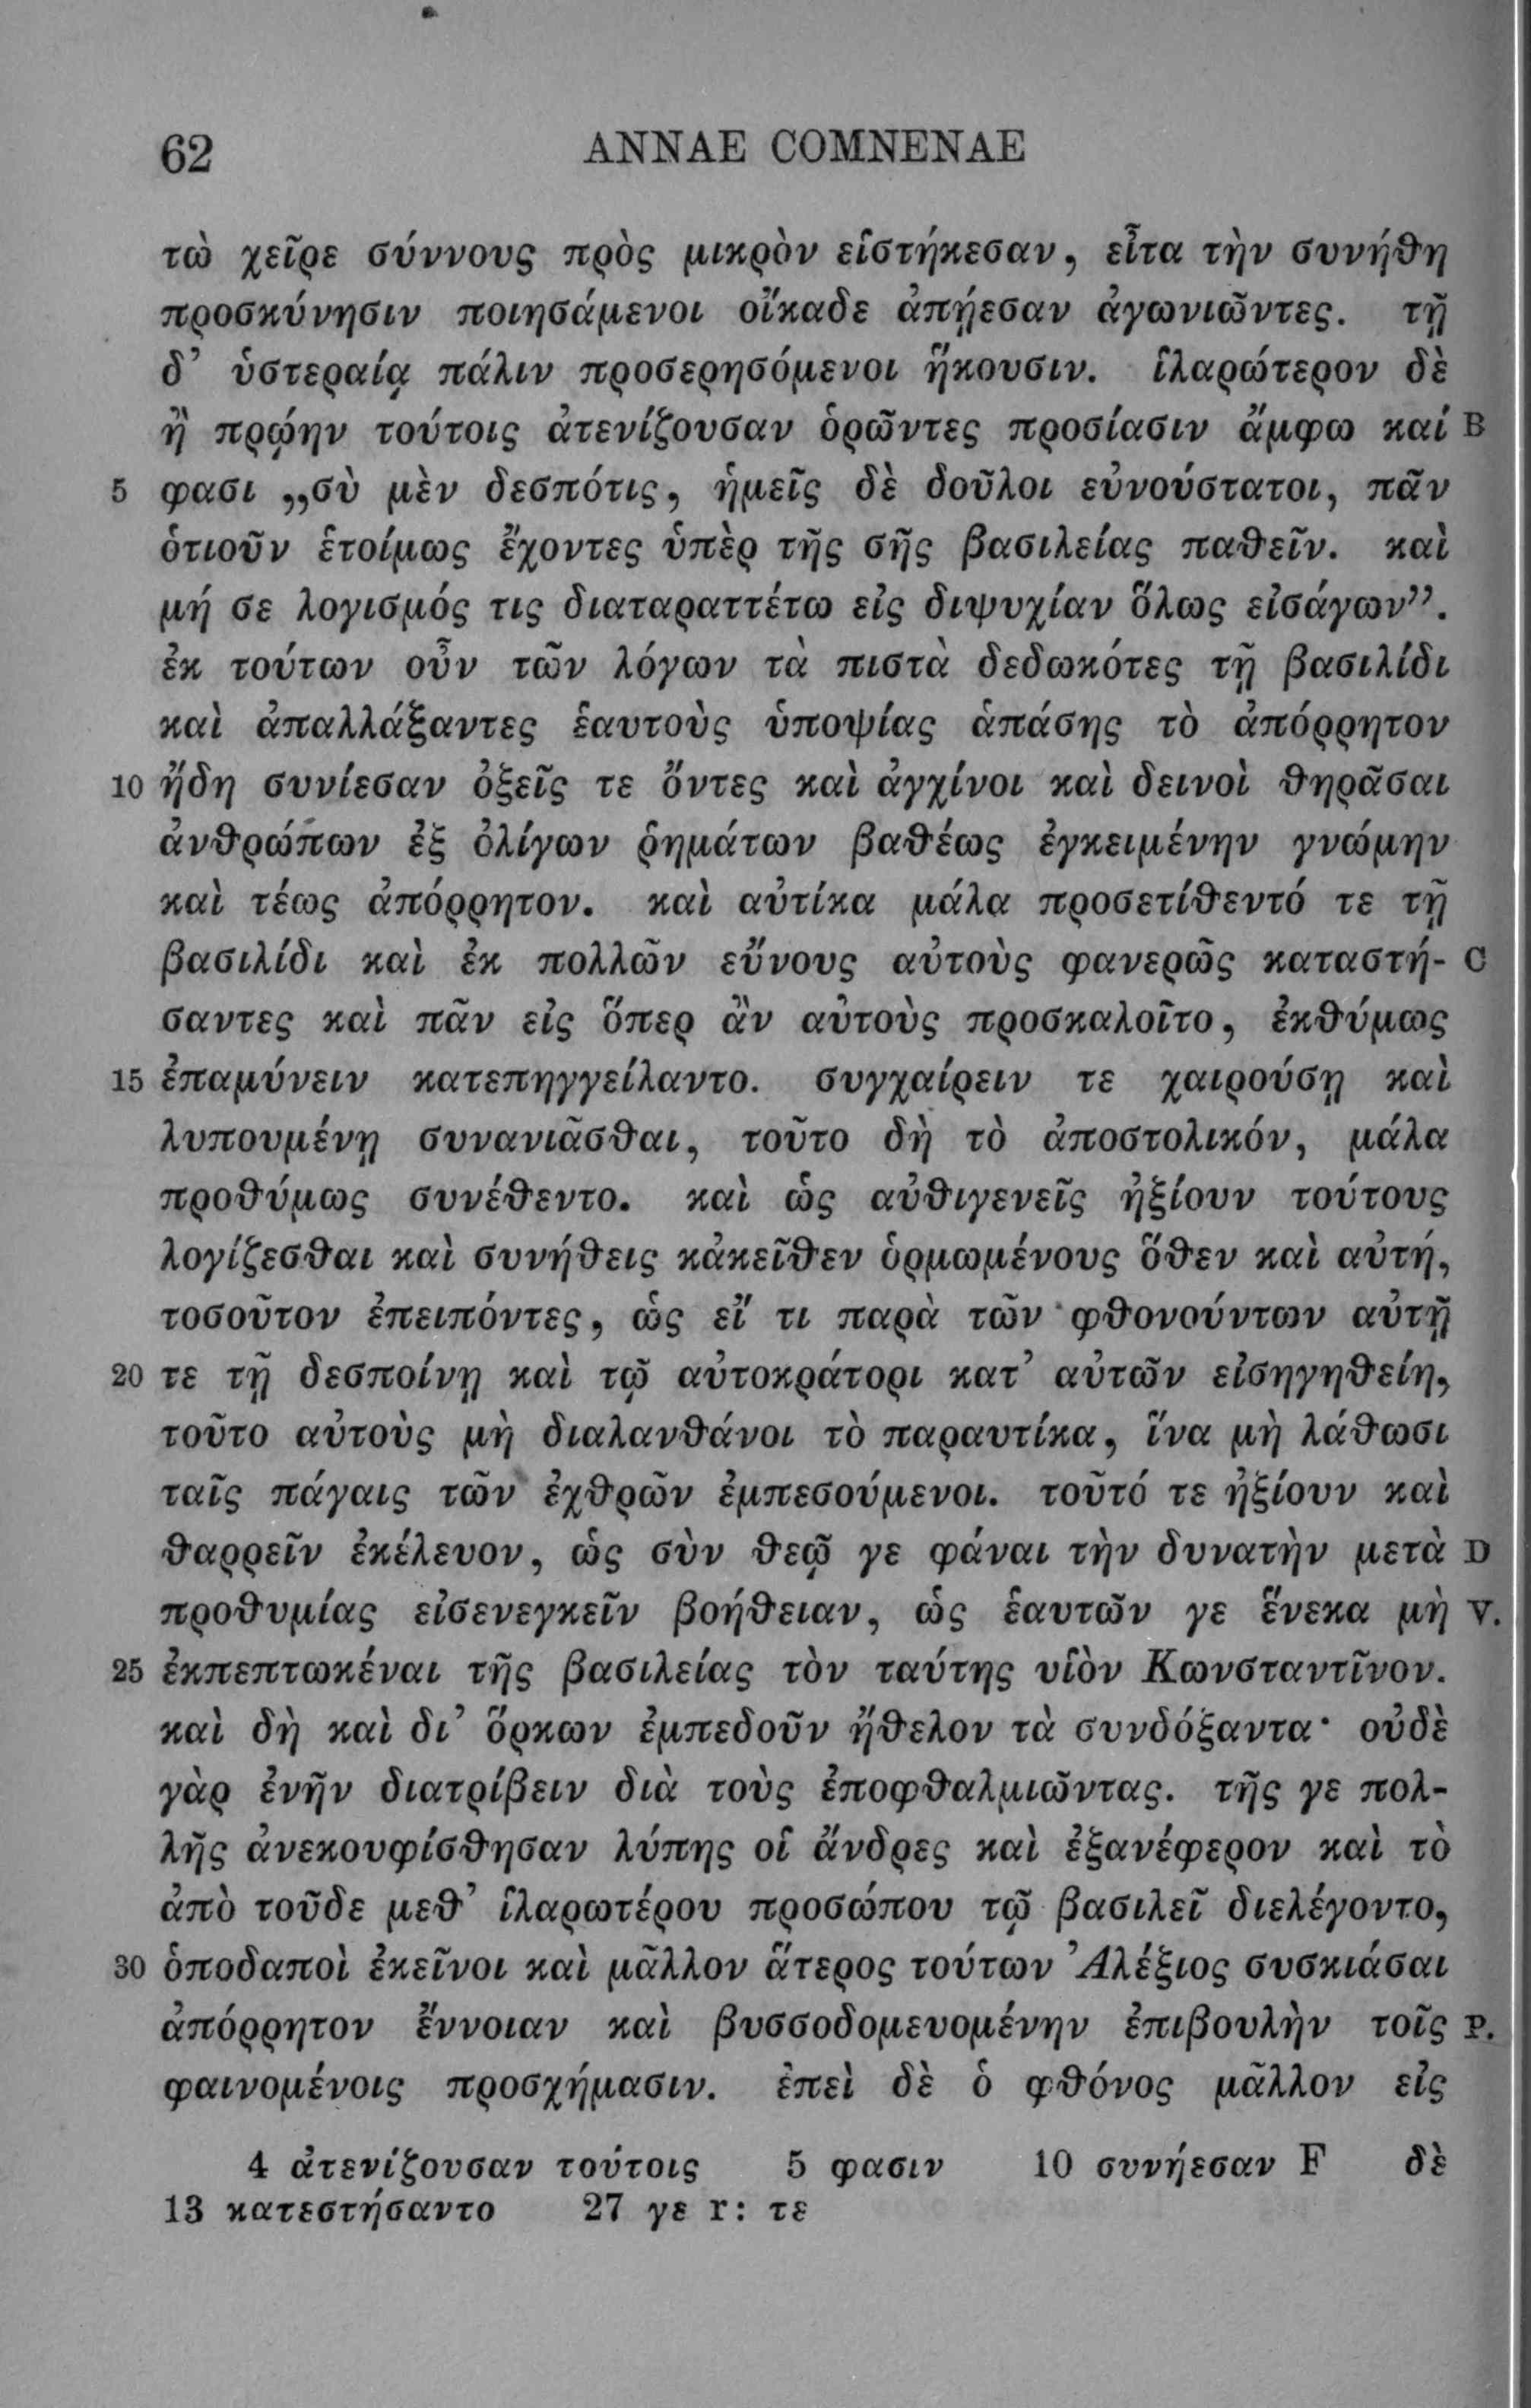 62 ANNAE COMNENAE
τὼ χεῖρε σύννους πρὸς μικρὸν εἱστήκεσαν, εἶτα τὴν συνήθη
προσκύνησιν ποιησάμενοι οἴκαδε ἀπῄεσαν ἀγωνιῶντες. τῇ
δ’ ὑστεραίᾳ πάλιν προσερησόμενοι ἥκουσιν. ἱλαρώτερον δὲ
ἢ πρῴην τούτοις ἀτενίζουσαν ὁρῶντες προσίασιν ἄμφω καί B
5 φασι „σὺ μὲν δεσπότις, ἡμεῖς δὲ δοῦλοι εὐνούστατοι, πᾶν
ὁτιοῦν ἑτοίμως ἔχοντες ὑπὲρ τῆς σῆς βασιλείας παθεῖν. καὶ
μή σε λογισμός τις διαταραττέτω εἰς διψυχίαν ὅλως εἰσάγων”.
ἐκ τούτων οὖν τῶν λόγων τὰ πιστὰ δεδωκότες τῇ βασιλίδι
καὶ ἀπαλλάξαντες ἑαυτοὺς ὑποψίας ἁπάσης τὸ ἀπόρρητον
10 ἤδη συνίεσαν ὀξεῖς τε ὄντες καὶ ἀγχίνοι καὶ δεινοὶ θηρᾶσαι
ἀνθρώπων ἐξ ὀλίγων ῥημάτων βαθέως ἐγκειμένην γνώμην
καὶ τέως ἀπόρρητον. καὶ αὐτίκα μάλα προσετίθεντό τε τῇ
βασιλίδι καὶ ἐκ πολλῶν εὔνους αὐτοὺς φανερῶς καταστή- C
σαντες καὶ πᾶν εἰς ὅπερ ἂν αὐτοὺς προσκαλοῖτο, ἐκθύμως
15 ἐπαμύνειν κατεπηγγείλαντο. συγχαίρειν τε χαιρούσῃ καὶ
λυπουμένῃ συνανιᾶσθαι, τοῦτο δὴ τὸ ἀποστολικόν, μάλα
προθύμως συνέθεντο. καὶ ὡς αὐθιγενεῖς ἠξίουν τούτους
λογίζεσθαι καὶ συνήθεις κἀκεῖθεν ὁρμωμένους ὅθεν καὶ αὐτή,
τοσοῦτον ἐπειπόντες, ὡς εἴ τι παρὰ τῶν φθονούντων αὐτῇ
20 τε τῇ δεσποίνῃ καὶ τῷ αὐτοκράτορι κατ’ αὐτῶν εἰσηγηθείη,
τοῦτο αὐτοὺς μὴ διαλανθάνοι τὸ παραυτίκα, ἵνα μὴ λάθωσι
ταῖς πάγαις τῶν ἐχθρῶν ἐμπεσούμενοι. τοῦτό τε ἠξίουν καὶ
θαρρεῖν ἐκέλευον, ὡς σὺν θεῷ γε φάναι τὴν δυνατὴν μετὰ D
προθυμίας εἰσενεγκεῖν βοήθειαν, ὡς ἑαυτῶν γε ἕνεκα μὴ V.
25 ἐκπεπτωκέναι τῆς βασιλείας τὸν ταύτης υἱὸν Κωνσταντῖνον.
καὶ δὴ καὶ δι’ ὅρκων ἐμπεδοῦν ἤθελον τὰ συνδόξαντα· οὐδὲ
γὰρ ἐνῆν διατρίβειν διὰ τοὺς ἐποφθαλμιῶντας. τῆς γε πολ-
λῆς ἀνεκουφίσθησαν λύπης οἱ ἄνδρες καὶ ἐξανέφερον καὶ τὸ
ἀπὸ τοῦδε μεθ’ ἱλαρωτέρου προσώπου τῷ βασιλεῖ διελέγοντο,
30 ὁποδαποὶ ἐκεῖνοι καὶ μᾶλλον ἅτερος τούτων Ἀλέξιος συσκιάσαι
ἀπόρρητον ἔννοιαν καὶ βυσσοδομευομένην ἐπιβουλὴν τοῖς P.
φαινομένοις προσχήμασιν. ἐπεὶ δὲ ὁ φθόνος μᾶλλον εἰς
4 ἀτενίζουσαν τούτοις 5 φασιν 10 συνήεσαν F δὲ
13 κατεστήσαντο 27 γε r: τε